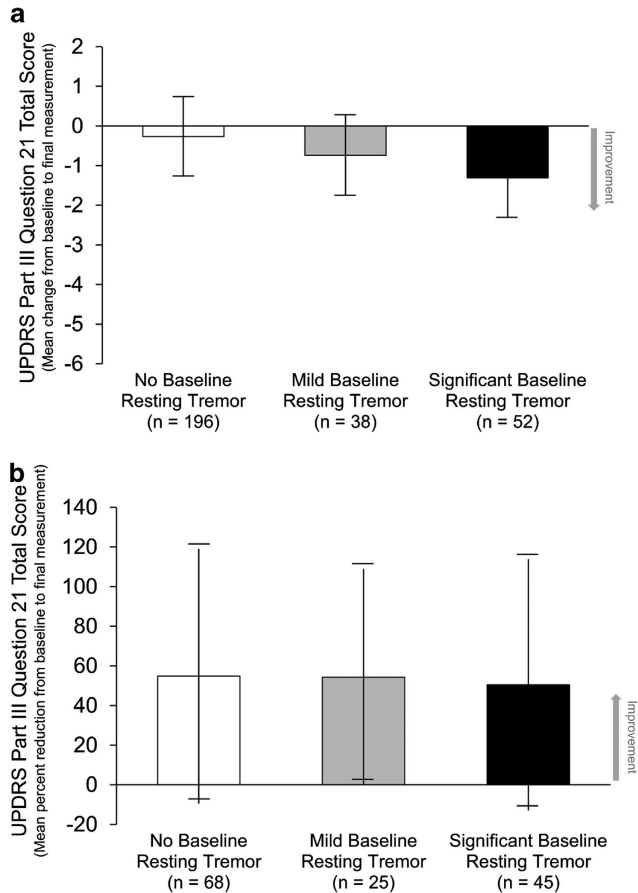 a
UPDRS Part III Question 21 Total Score
(Mean change from baseline to final measurement)
2
1
0
-1
-2
-3
-4
-5
-6
Improvement
No Baseline
Resting Tremor
(n = 196)
Mild Baseline
Resting Tremor
(n = 38)
Significant Baseline
Resting Tremor
(n = 52)
b
UPDRS Part III Question 21 Total Score
(Mean percent reduction from baseline to final measurement)
140
120
100
80
60
40
20
0
-20
Improvement
No Baseline
Resting Tremor
(n = 68)
Mild Baseline
Resting Tremor
(n = 25)
Significant Baseline
Resting Tremor
(n = 45)